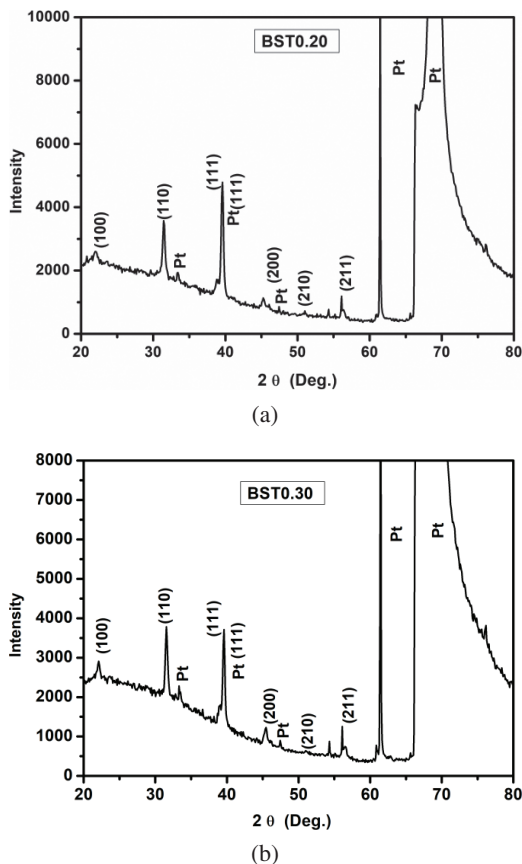 10000
8000
6000
4000
2000
0
Intensity
BST0.20
(100)
(110)
Pt
(111)
Pt(111)
(200)
Pt
(210)
(211)
Pt
Pt
20 30 40 50 60 70 80
2 θ (Deg.)
(a)
8000
7000
6000
5000
4000
3000
2000
1000
0
Intensity
BST0.30
(100)
(110)
Pt
(111)
Pt (111)
(200)
Pt
(210)
(211)
Pt
Pt
20 30 40 50 60 70 80
2 θ (Deg.)
(b)